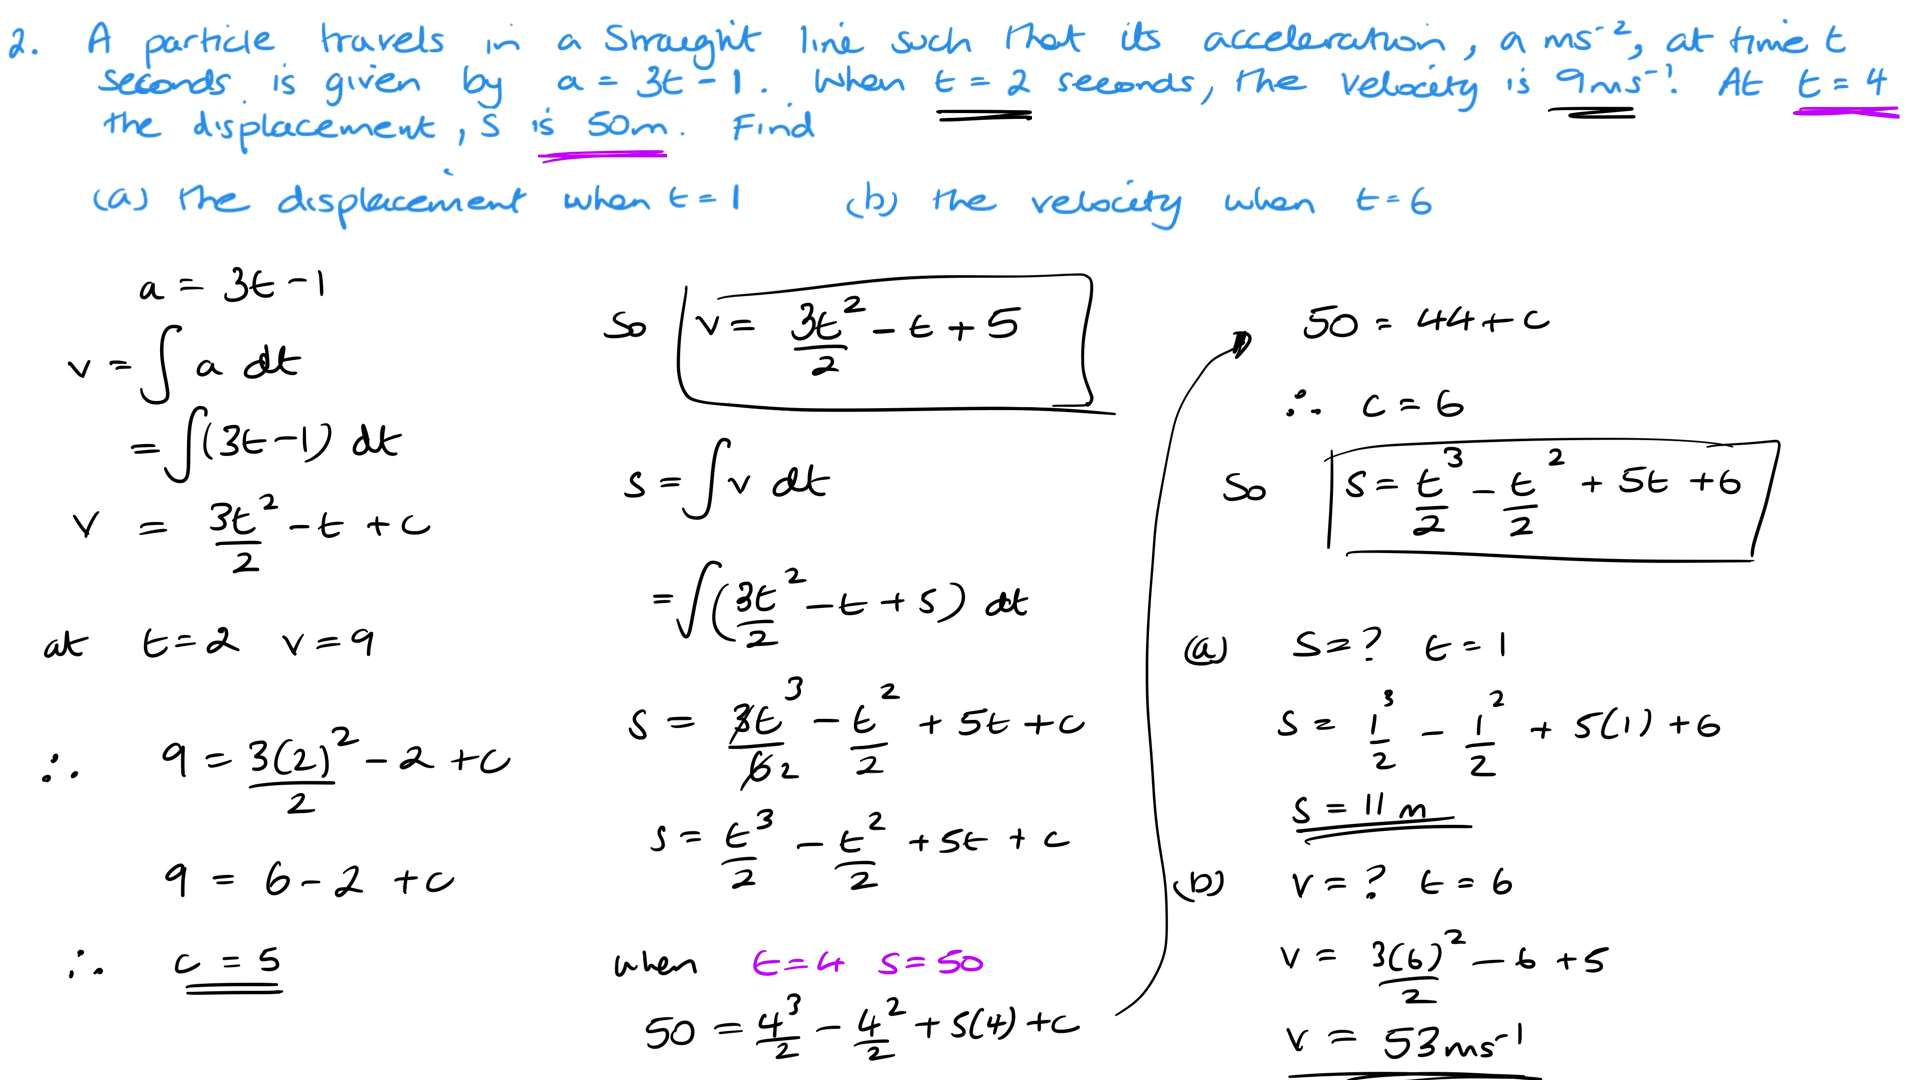 2. A particle travels in a straight line such that its acceleration, a ms⁻², at time t
seconds is given by a = 3t - 1. When t = 2 seconds, the velocity is 9ms⁻¹. At t = 4
the displacement, S is 50m. Find
(a) the displacement when t = 1 (b) the velocity when t = 6
a = 3t - 1
v = ∫ a dt
= ∫(3t - 1) dt
v = 3t²/2 - t + c
at t = 2 v = 9
∴ 9 = 3(2)²/2 - 2 + c
9 = 6 - 2 + c
∴ c = 5
So v = 3t²/2 - t + 5
s = ∫ v dt
= ∫(3t²/2 - t + 5) dt
s = 3t³/6 2 - t²/2 + 5t + c
s = t³/2 - t²/2 + 5t + c
when t = 4 s = 50
50 = 4³/2 - 4²/2 + 5(4) + c
50 = 44 + c
∴ c = 6
So s = t³/2 - t²/2 + 5t + 6
(a) s = ? t = 1
s = 1³/2 - 1²/2 + 5(1) + 6
s = 11 m
(b) v = ? t = 6
v = 3(6)²/2 - 6 + 5
v = 53ms⁻¹